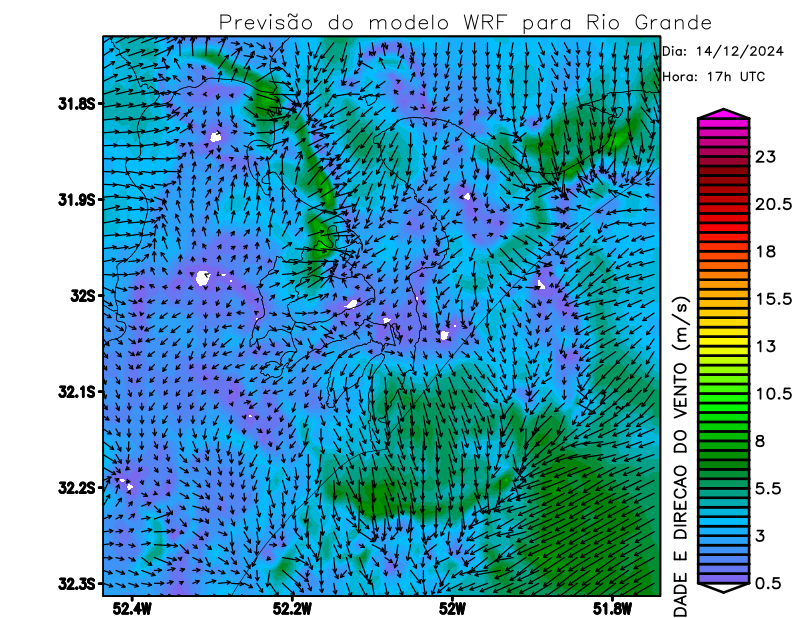 Previsão do modelo WRF para Rio Grande
Dia: 14/12/2024
Hora: 17h UTC
31.8S
31.9S
32S
32.1S
32.2S
32.3S
52.4W
52.2W
52W
51.8W
DADE E DIRECAO DO VENTO (m/s)
23
20.5
18
15.5
13
10.5
8
5.5
3
0.5